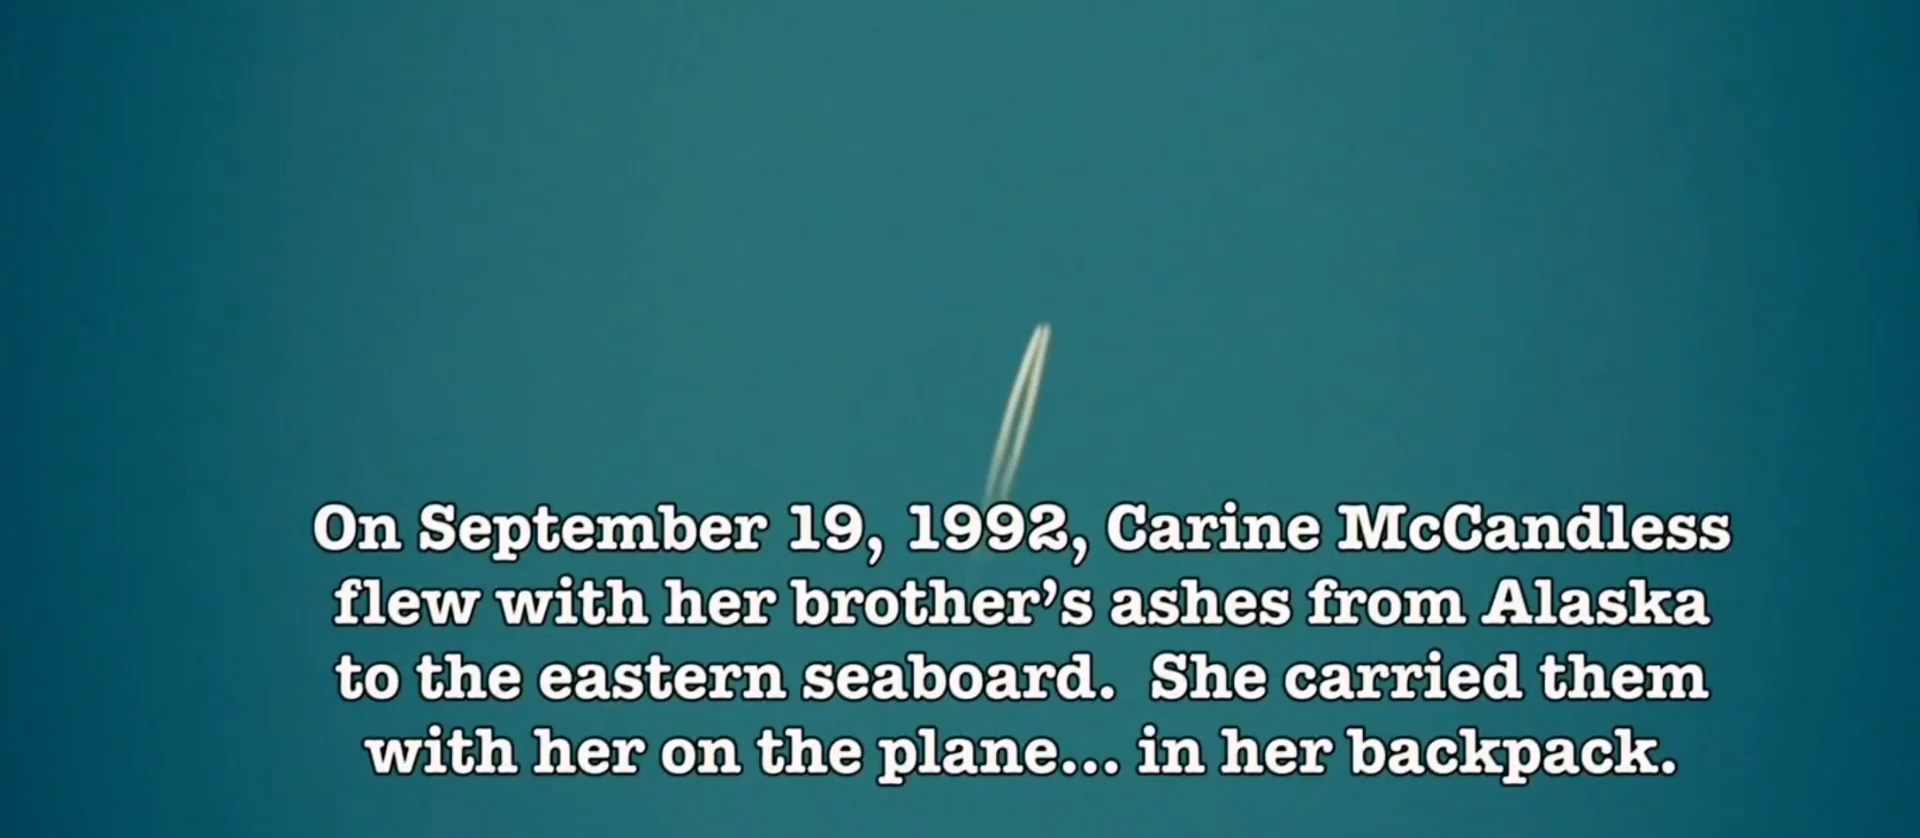 On September 19, 1992, Carine McCandless
flew with her brother’s ashes from Alaska
to the eastern seaboard.  She carried them
with her on the plane... in her backpack.